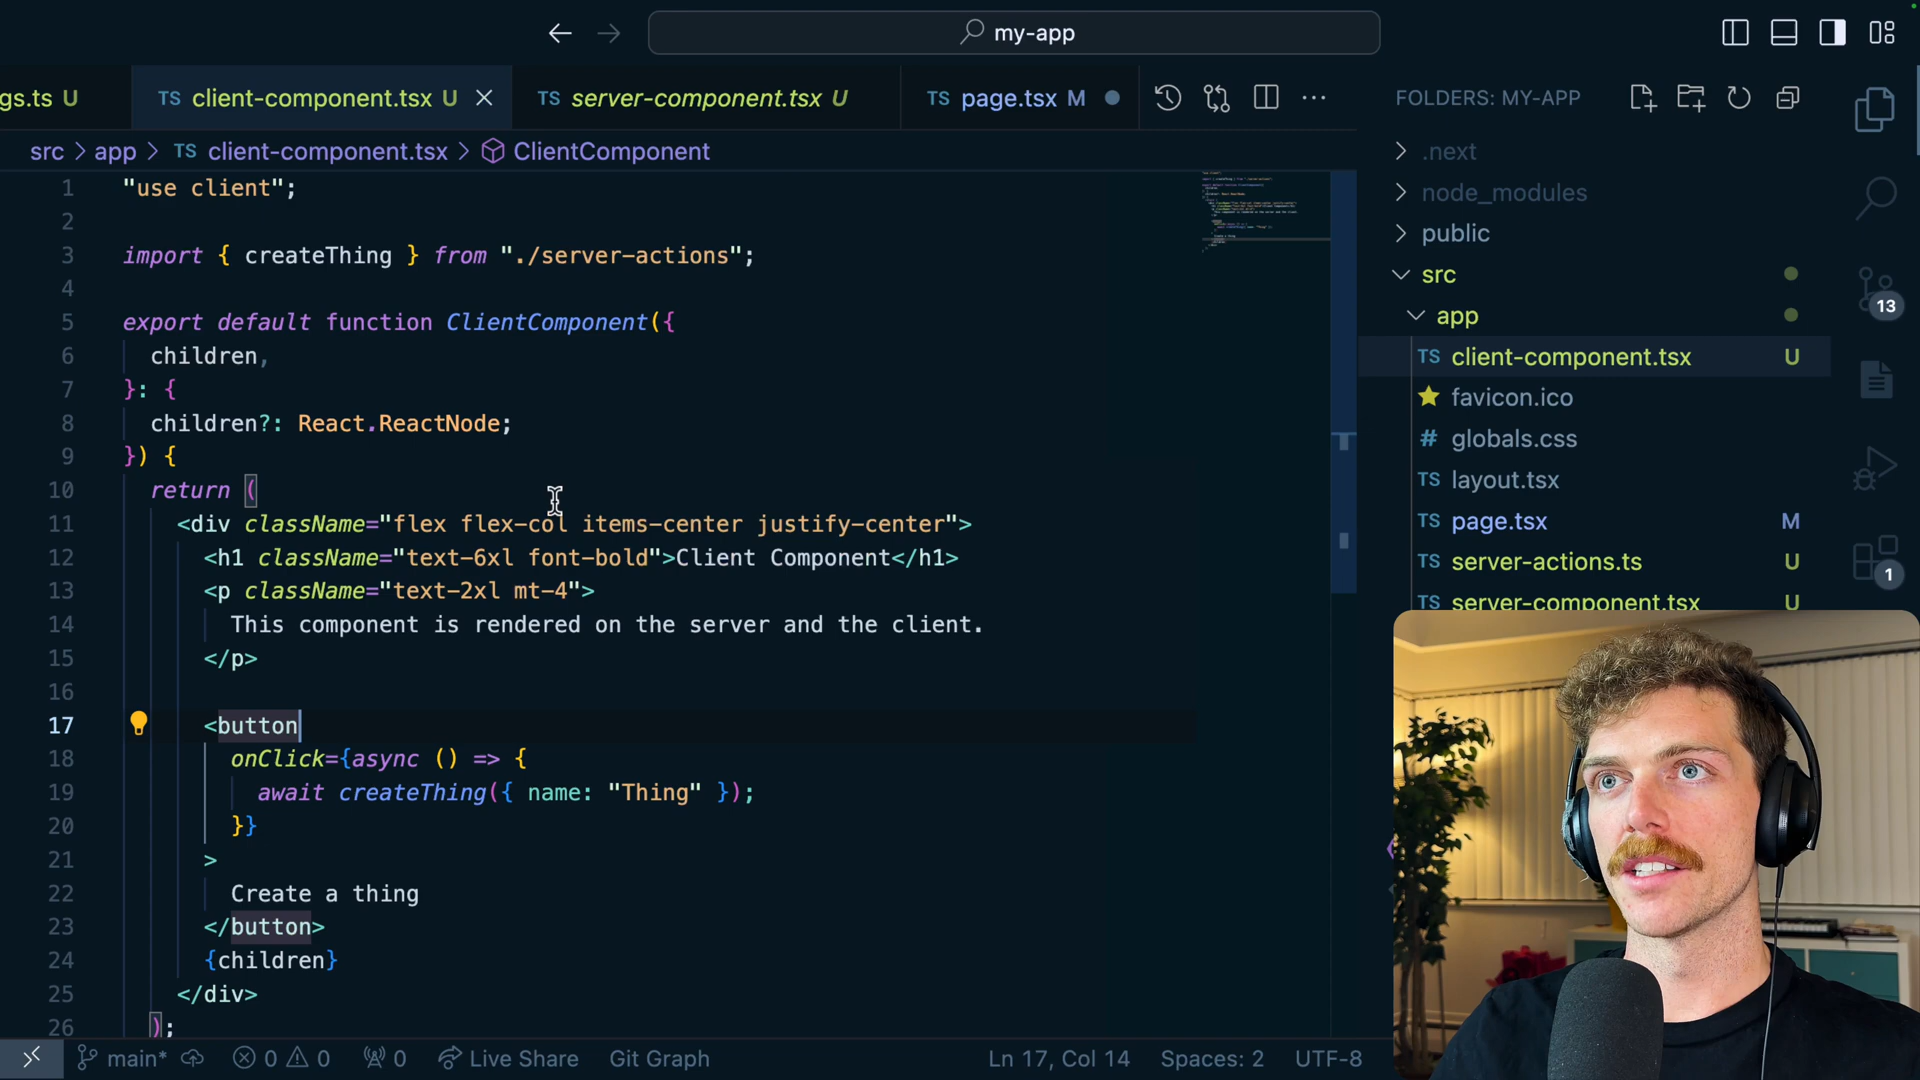 my-app
gs.ts U
TS client-component.tsx U
TS server-component.tsx U
TS page.tsx M
src > app > TS client-component.tsx > ClientComponent
1 "use client";
2
3 import { createThing } from "./server-actions";
4
5 export default function ClientComponent({
6 children,
7 }: {
8 children?: React.ReactNode;
9 }) {
10 return (
11 <div className="flex flex-col items-center justify-center">
12 <h1 className="text-6xl font-bold">Client Component</h1>
13 <p className="text-2xl mt-4">
14 This component is rendered on the server and the client.
15 </p>
16
17 <button
18 onClick={async () => {
19 await createThing({ name: "Thing" });
20 }}
21 >
22 Create a thing
23 </button>
24 {children}
25 </div>
26 );
FOLDERS: MY-APP
.next
node_modules
public
src
app
TS client-component.tsx U
favicon.ico
# globals.css
TS layout.tsx
TS page.tsx M
TS server-actions.ts U
TS server-component.tsx U
13
1
main* 0 0 0 Live Share Git Graph Ln 17, Col 14 Spaces: 2 UTF-8